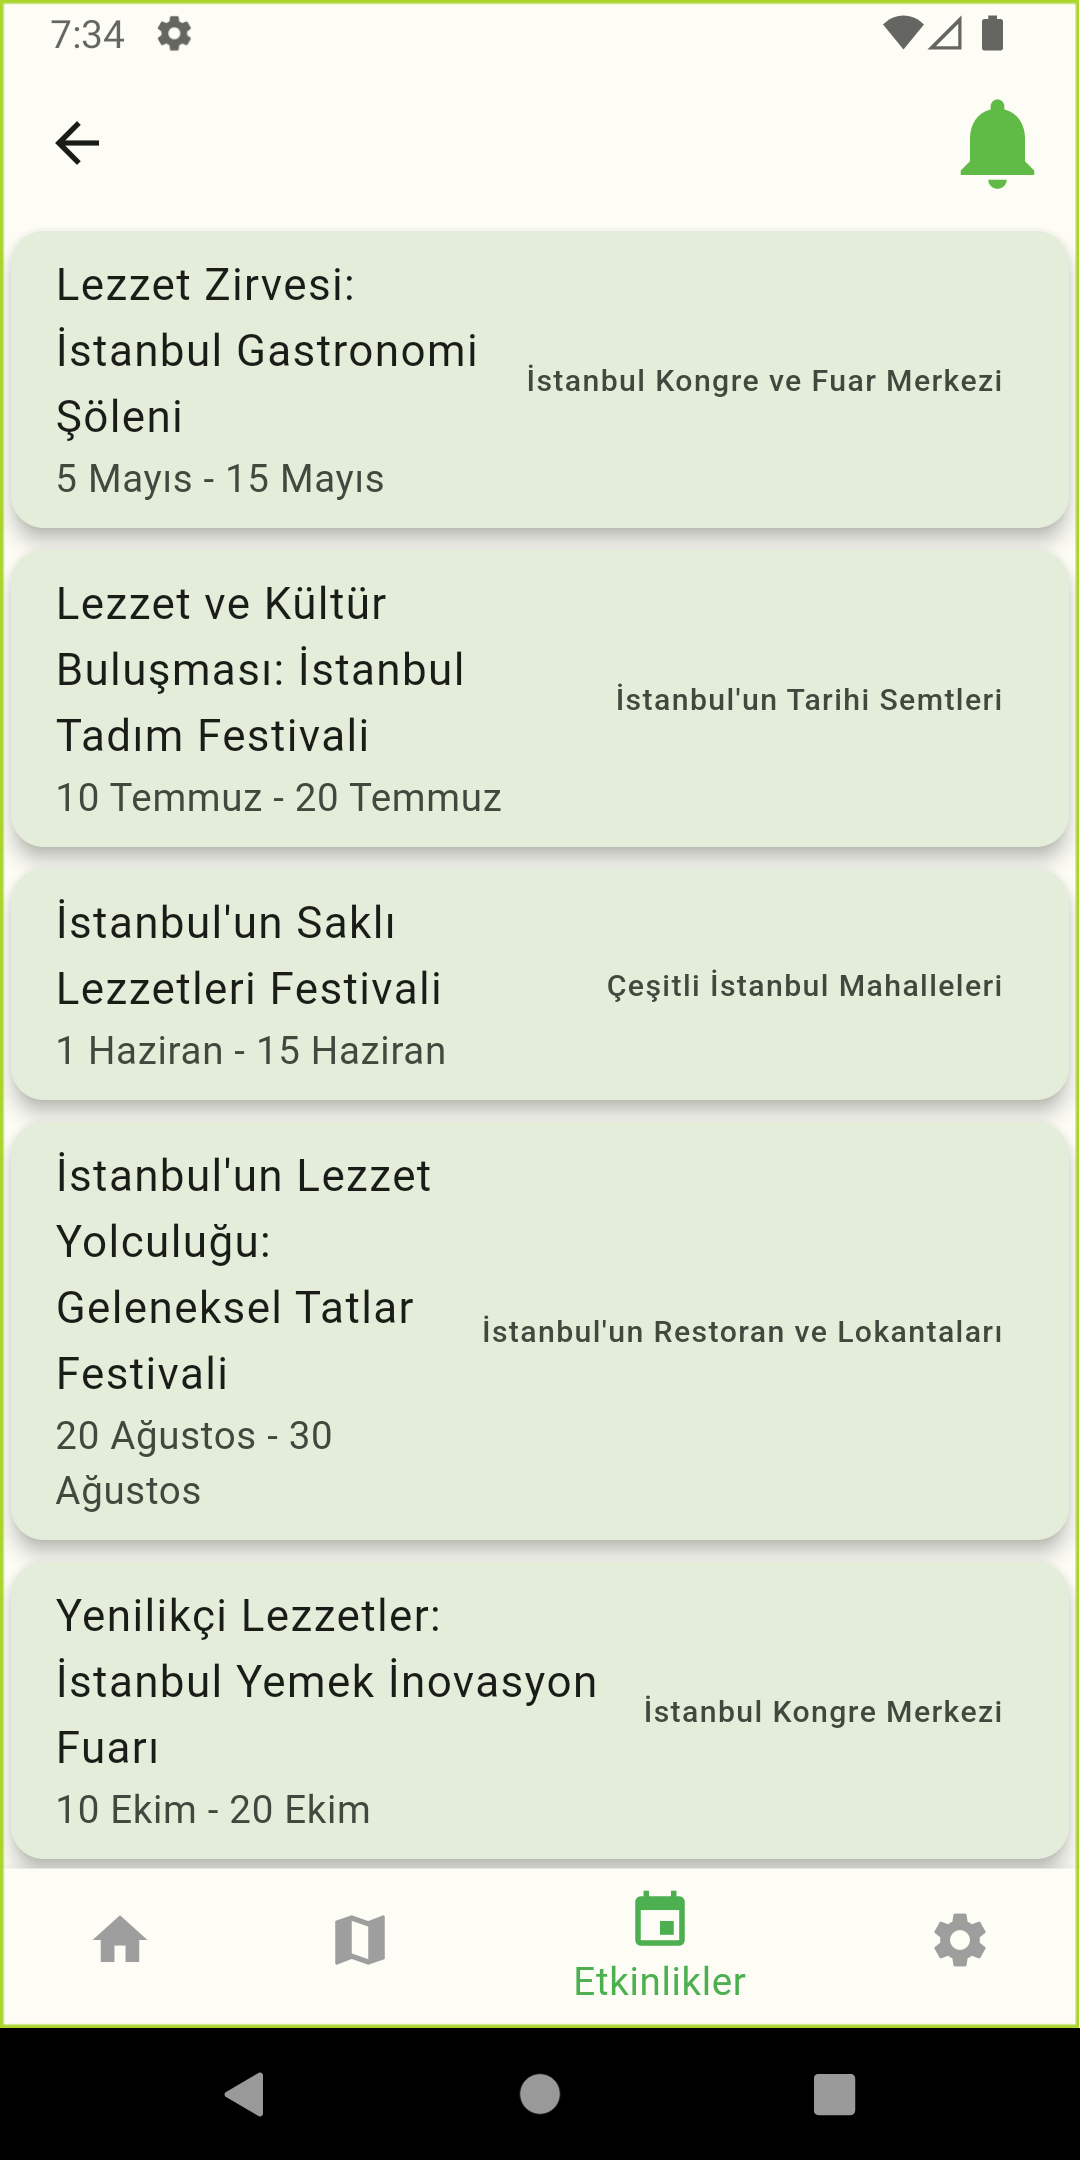 7:34
Lezzet Zirvesi:
İstanbul Gastronomi
Şöleni
5 Mayıs - 15 Mayıs
İstanbul Kongre ve Fuar Merkezi
Lezzet ve Kültür
Buluşması: İstanbul
Tadım Festivali
10 Temmuz - 20 Temmuz
İstanbul'un Tarihi Semtleri
İstanbul'un Saklı
Lezzetleri Festivali
1 Haziran - 15 Haziran
Çeşitli İstanbul Mahalleleri
İstanbul'un Lezzet
Yolculuğu:
Geleneksel Tatlar
Festivali
20 Ağustos - 30
Ağustos
İstanbul'un Restoran ve Lokantaları
Yenilikçi Lezzetler:
İstanbul Yemek İnovasyon
Fuarı
10 Ekim - 20 Ekim
İstanbul Kongre Merkezi
Etkinlikler